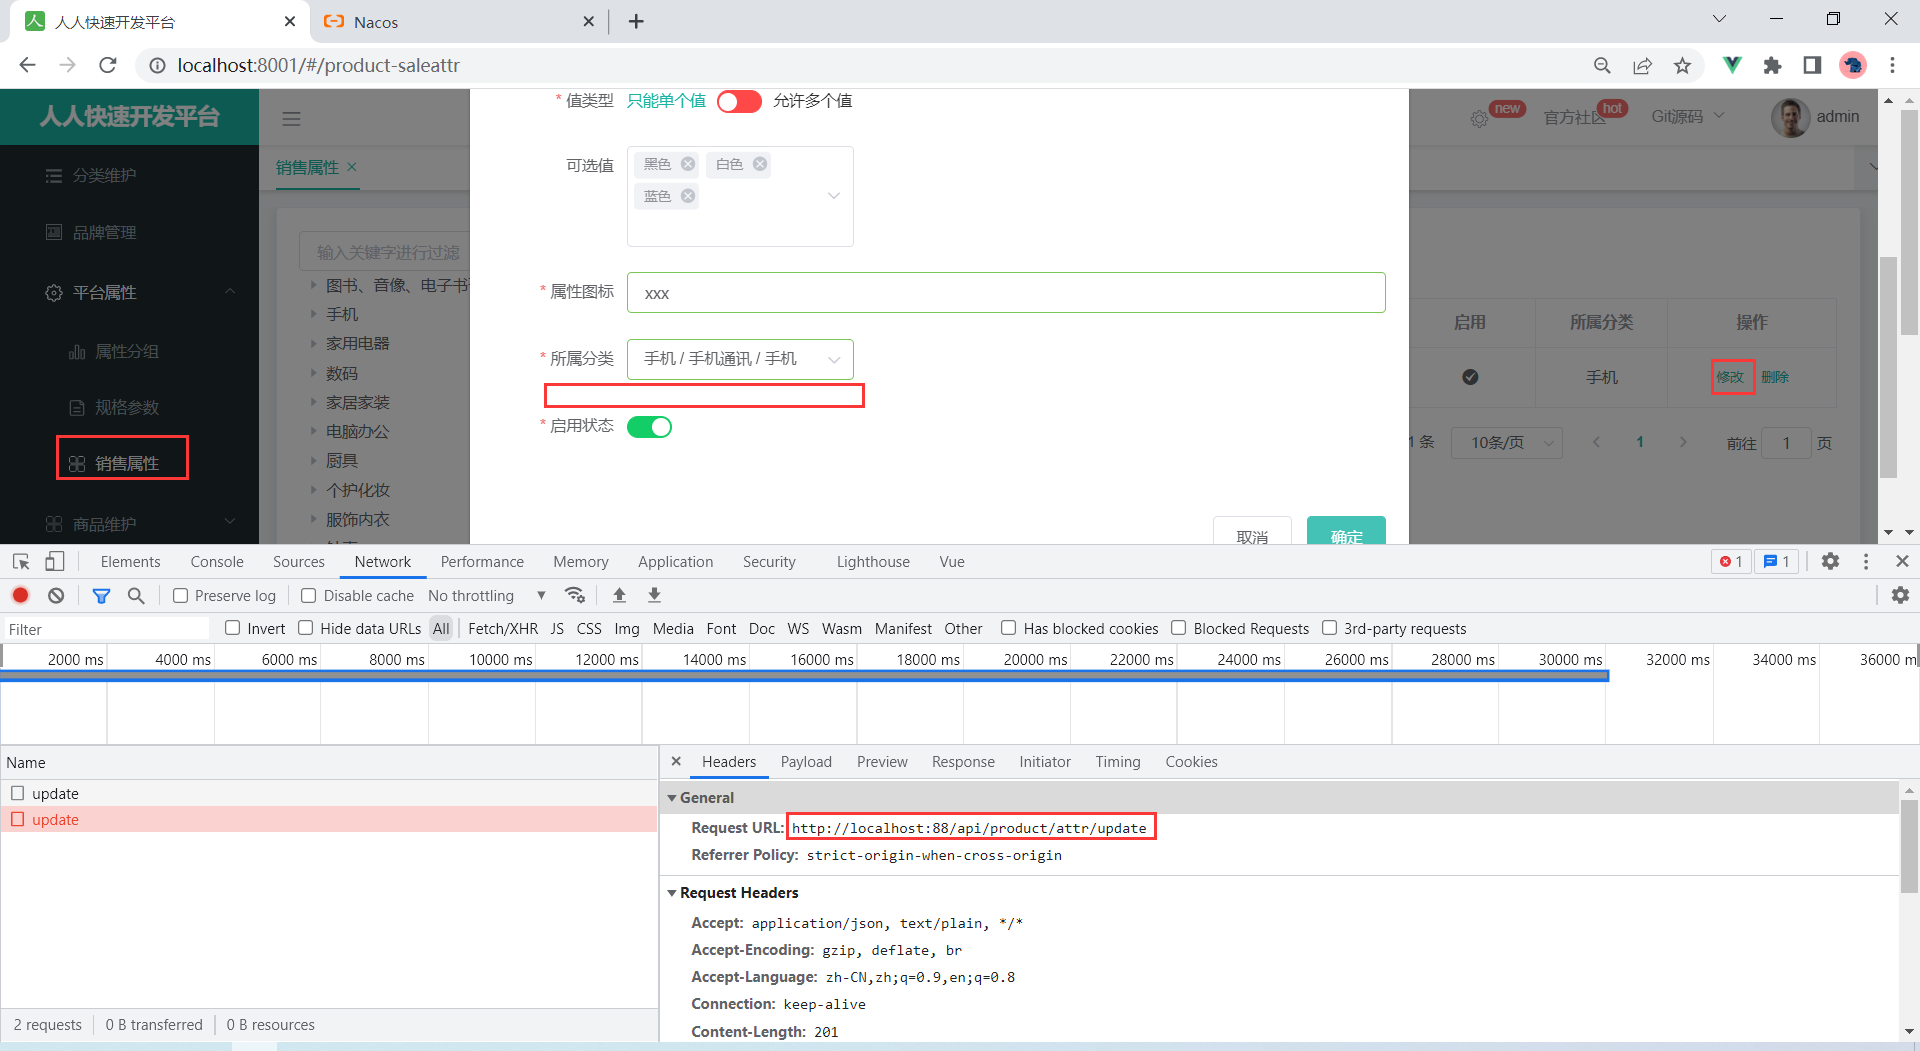 人人快速开发平台
Nacos
localhost:8001/#/product-saleattr
人人快速开发平台
new
官方社区
hot
Git源码
admin
分类维护
品牌管理
平台属性
属性分组
规格参数
销售属性
商品维护
销售属性
输入关键字进行过滤
图书、音像、电子书
手机
家用电器
数码
家居家装
电脑办公
厨具
个护化妆
服饰内衣
* 值类型 只能单个值 允许多个值
可选值 黑色 白色
蓝色
* 属性图标 xxx
* 所属分类 手机 / 手机通讯 / 手机
* 启用状态
取消 确定
启用 所属分类 操作
手机 修改 删除
1 条 10条/页 1 前往 1 页
Elements Console Sources Network Performance Memory Application Security Lighthouse Vue 1 1
Preserve log Disable cache No throttling
Filter Invert Hide data URLs All Fetch/XHR JS CSS Img Media Font Doc WS Wasm Manifest Other Has blocked cookies Blocked Requests 3rd-party requests
2000 ms 4000 ms 6000 ms 8000 ms 10000 ms 12000 ms 14000 ms 16000 ms 18000 ms 20000 ms 22000 ms 24000 ms 26000 ms 28000 ms 30000 ms 32000 ms 34000 ms 36000 m
Name
update
update
2 requests 0 B transferred 0 B resources
Headers Payload Preview Response Initiator Timing Cookies
General
Request URL: http://localhost:88/api/product/attr/update
Referrer Policy: strict-origin-when-cross-origin
Request Headers
Accept: application/json, text/plain, */*
Accept-Encoding: gzip, deflate, br
Accept-Language: zh-CN,zh;q=0.9,en;q=0.8
Connection: keep-alive
Content-Length: 201